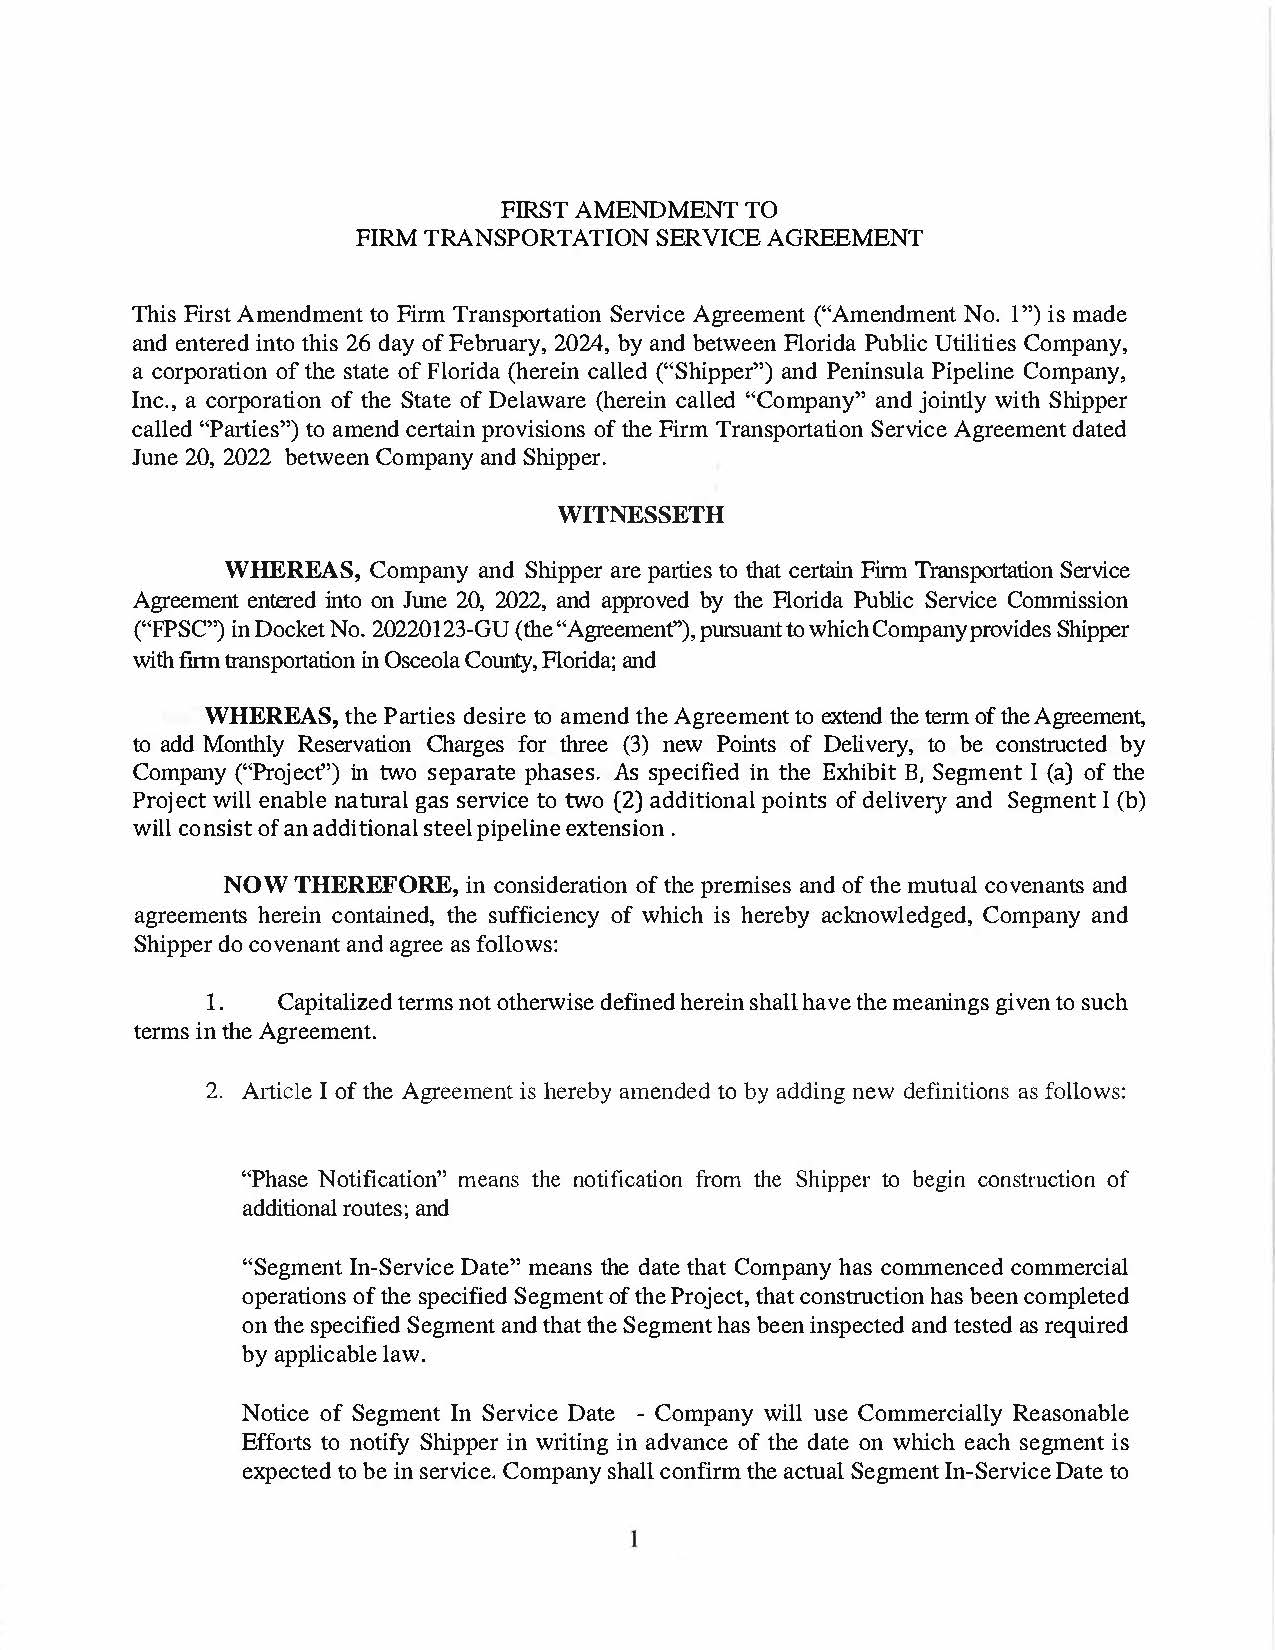 FIRST AMENDMENT TO
FIRM TRANSPORTATION SERVICE AGREEMENT
This First Amendment to Firm Transportation Service Agreement (“Amendment No. 1”) is made
and entered into this 26 day of February, 2024, by and between Florida Public Utilities Company,
a corporation of the state of Florida (herein called (“Shipper”) and Peninsula Pipeline Company,
Inc., a corporation of the State of Delaware (herein called “Company” and jointly with Shipper
called “Parties”) to amend certain provisions of the Firm Transportation Service Agreement dated
June 20, 2022 between Company and Shipper.
WITNESSETH
WHEREAS, Company and Shipper are parties to that certain Firm Transportation Service
Agreement entered into on June 20, 2022, and approved by the Florida Public Service Commission
(“FPSC”) in Docket No. 20220123-GU (the “Agreement”), pursuant to which Company provides Shipper
with firm transportation in Osceola County, Florida; and
WHEREAS, the Parties desire to amend the Agreement to extend the term of the Agreement,
to add Monthly Reservation Charges for three (3) new Points of Delivery, to be constructed by
Company (“Project”) in two separate phases. As specified in the Exhibit B, Segment I (a) of the
Project will enable natural gas service to two (2) additional points of delivery and Segment I (b)
will consist of an additional steel pipeline extension .
NOW THEREFORE, in consideration of the premises and of the mutual covenants and
agreements herein contained, the sufficiency of which is hereby acknowledged, Company and
Shipper do covenant and agree as follows:
1. Capitalized terms not otherwise defined herein shall have the meanings given to such
terms in the Agreement.
2. Article I of the Agreement is hereby amended to by adding new definitions as follows:
“Phase Notification” means the notification from the Shipper to begin construction of
additional routes; and
“Segment In-Service Date” means the date that Company has commenced commercial
operations of the specified Segment of the Project, that construction has been completed
on the specified Segment and that the Segment has been inspected and tested as required
by applicable law.
Notice of Segment In Service Date - Company will use Commercially Reasonable
Efforts to notify Shipper in writing in advance of the date on which each segment is
expected to be in service. Company shall confirm the actual Segment In-Service Date to
1